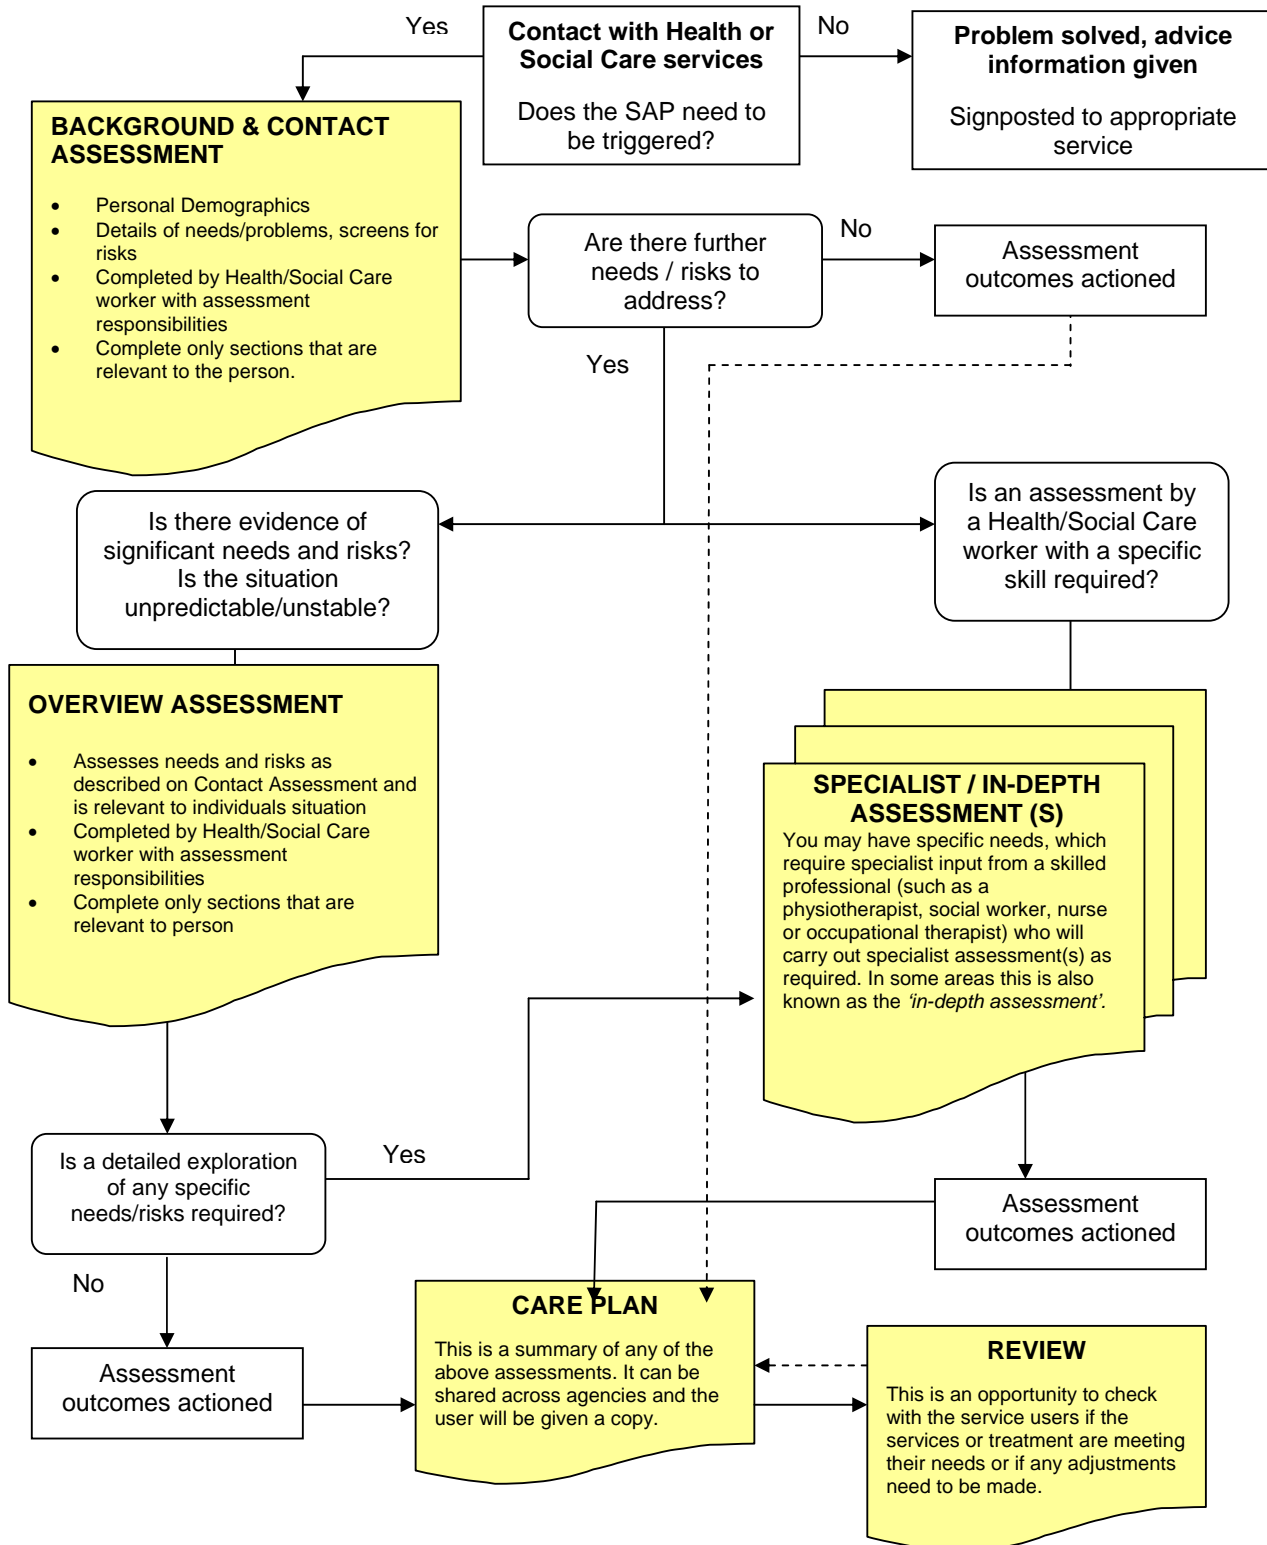 Yes
Contact with Health or
Social Care services
Does the SAP need to
be triggered?
No
Problem solved, advice
information given
Signposted to appropriate
service
BACKGROUND & CONTACT
ASSESSMENT
• Personal Demographics
• Details of needs/problems, screens for
risks
• Completed by Health/Social Care
worker with assessment
responsibilities
• Complete only sections that are
relevant to the person.
Are there further
needs / risks to
address?
No
Assessment
outcomes actioned
Yes
Is there evidence of
significant needs and risks?
Is the situation
unpredictable/unstable?
Is an assessment by
a Health/Social Care
worker with a specific
skill required?
OVERVIEW ASSESSMENT
• Assesses needs and risks as
described on Contact Assessment and
is relevant to individuals situation
• Completed by Health/Social Care
worker with assessment
responsibilities
• Complete only sections that are
relevant to person
SPECIALIST / IN-DEPTH
ASSESSMENT (S)
You may have specific needs, which
require specialist input from a skilled
professional (such as a
physiotherapist, social worker, nurse
or occupational therapist) who will
carry out specialist assessment(s) as
required. In some areas this is also
known as the ‘in-depth assessment’.
Is a detailed exploration
of any specific
needs/risks required?
Yes
Assessment
outcomes actioned
No
Assessment
outcomes actioned
CARE PLAN
This is a summary of any of the
above assessments. It can be
shared across agencies and the
user will be given a copy.
REVIEW
This is an opportunity to check
with the service users if the
services or treatment are meeting
their needs or if any adjustments
need to be made.